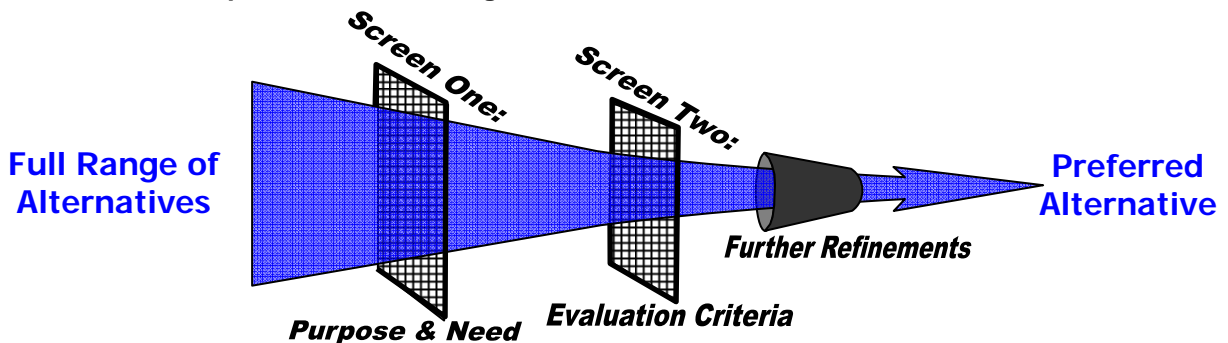 Screen One:
Screen Two:
Full Range of
Alternatives
Preferred
Alternative
Further Refinements
Evaluation Criteria
Purpose & Need